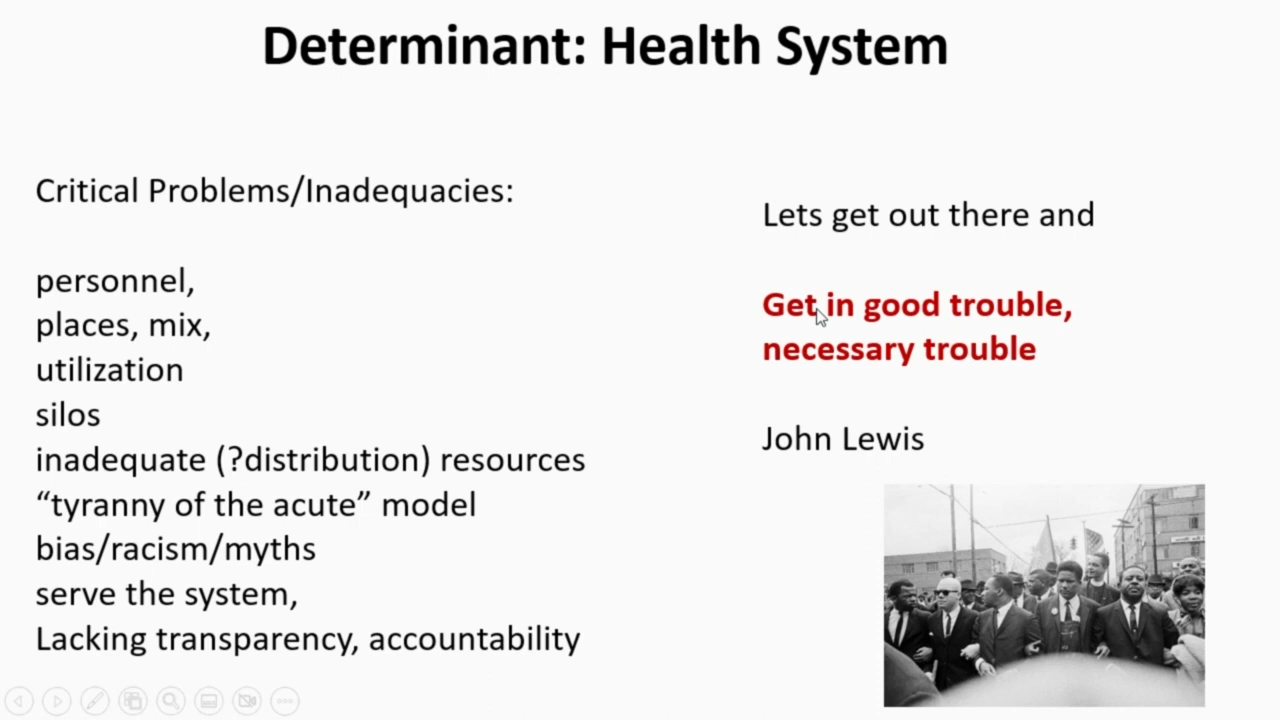 Determinant: Health System
Critical Problems/Inadequacies:
personnel,
places, mix,
utilization
silos
inadequate (?distribution) resources
“tyranny of the acute” model
bias/racism/myths
serve the system,
Lacking transparency, accountability
Lets get out there and
Get in good trouble,
necessary trouble
John Lewis